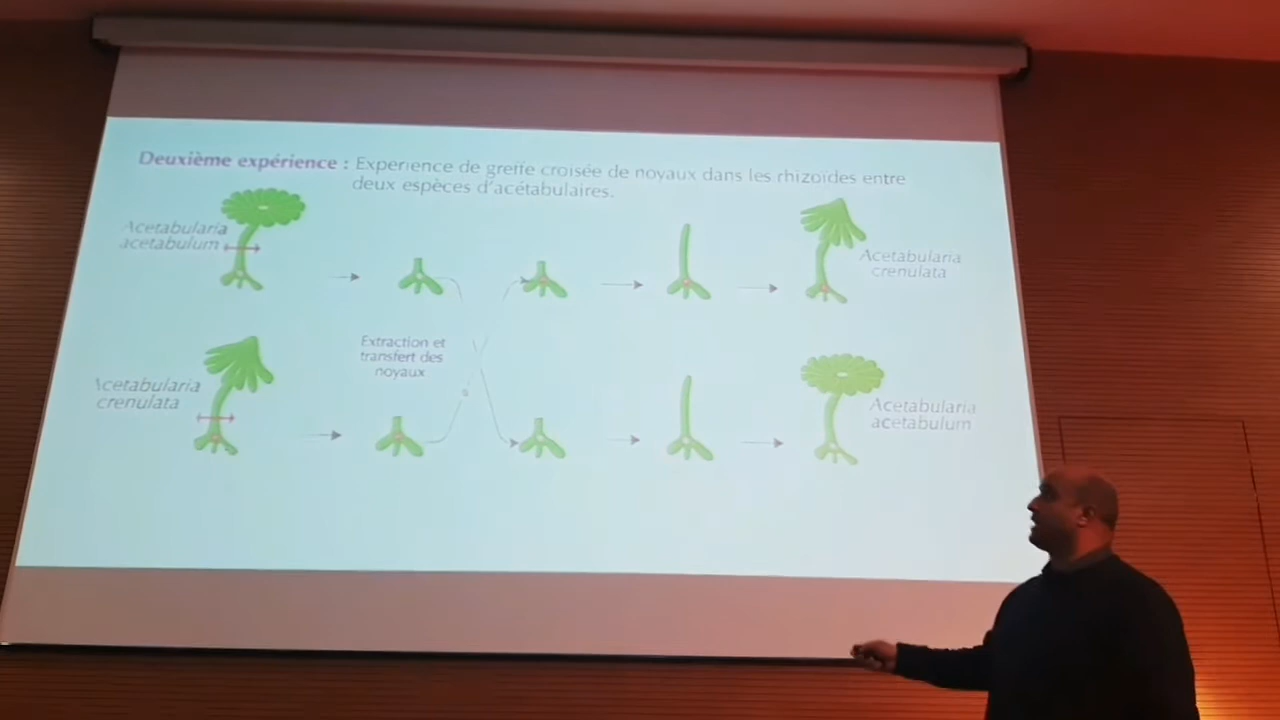 Deuxième expérience : Experience de greffe croisée de noyaux dans les rhizoïdes entre
deux espèces d'acétabulaires.
Acetabularia
acetabulum
Acetabularia
crenulata
Extraction et
transfert des
noyaux
Acetabularia
crenulata
Acetabularia
acetabulum